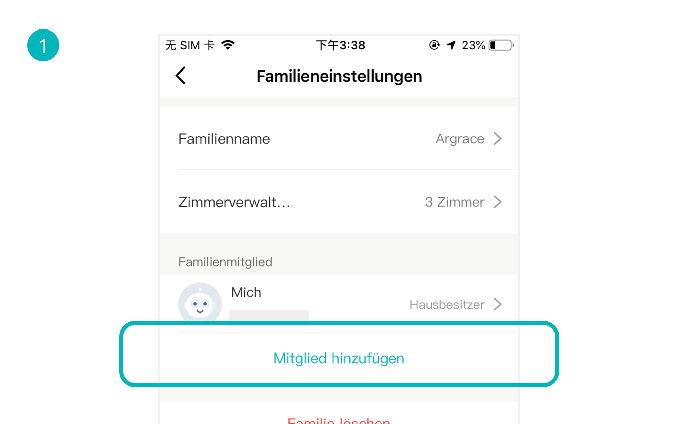 1
无 SIM 卡 下午3:38 23%
Familieneinstellungen
Familienname Argrace
Zimmerverwalt... 3 Zimmer
Familienmitglied
Mich
Hausbesitzer
Mitglied hinzufügen
Familie löschen